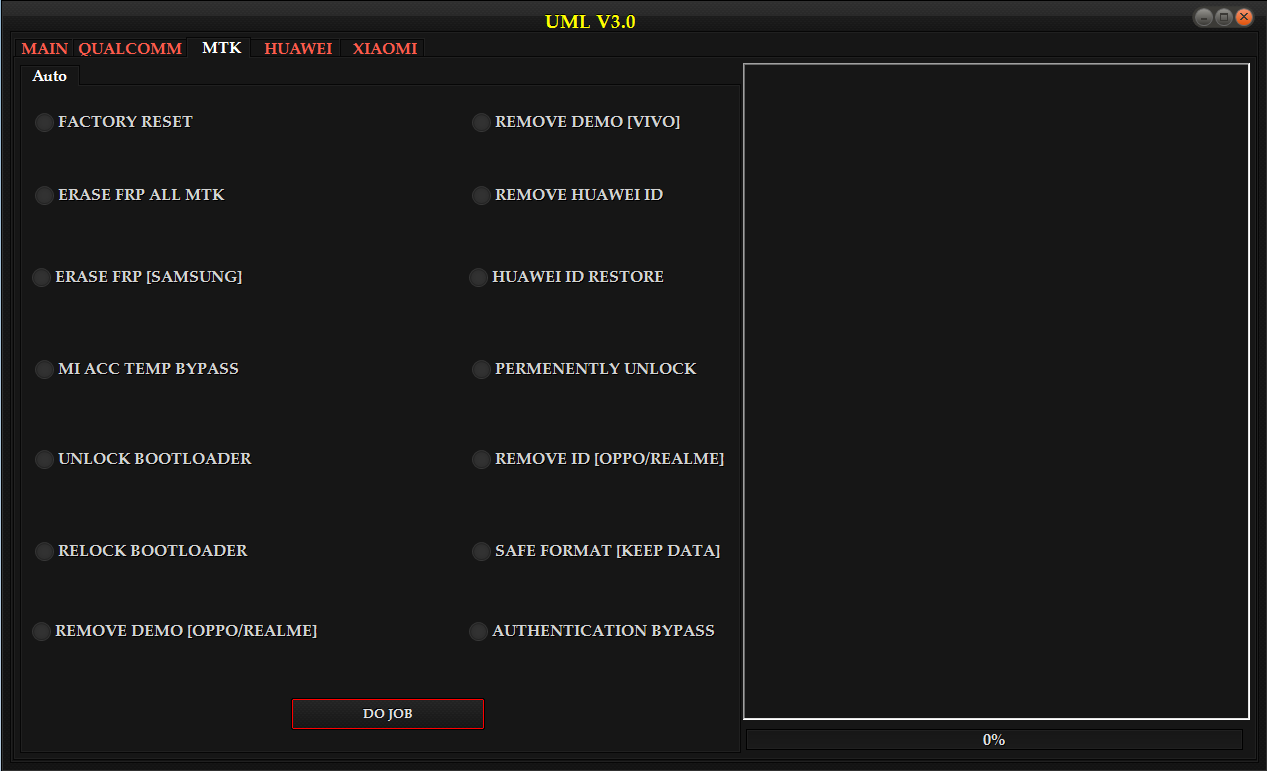 UML V3.0
MAIN QUALCOMM MTK HUAWEI XIAOMI
Auto
FACTORY RESET
REMOVE DEMO [VIVO]
ERASE FRP ALL MTK
REMOVE HUAWEI ID
ERASE FRP [SAMSUNG]
HUAWEI ID RESTORE
MI ACC TEMP BYPASS
PERMENENTLY UNLOCK
UNLOCK BOOTLOADER
REMOVE ID [OPPO/REALME]
RELOCK BOOTLOADER
SAFE FORMAT [KEEP DATA]
REMOVE DEMO [OPPO/REALME]
AUTHENTICATION BYPASS
DO JOB
0%